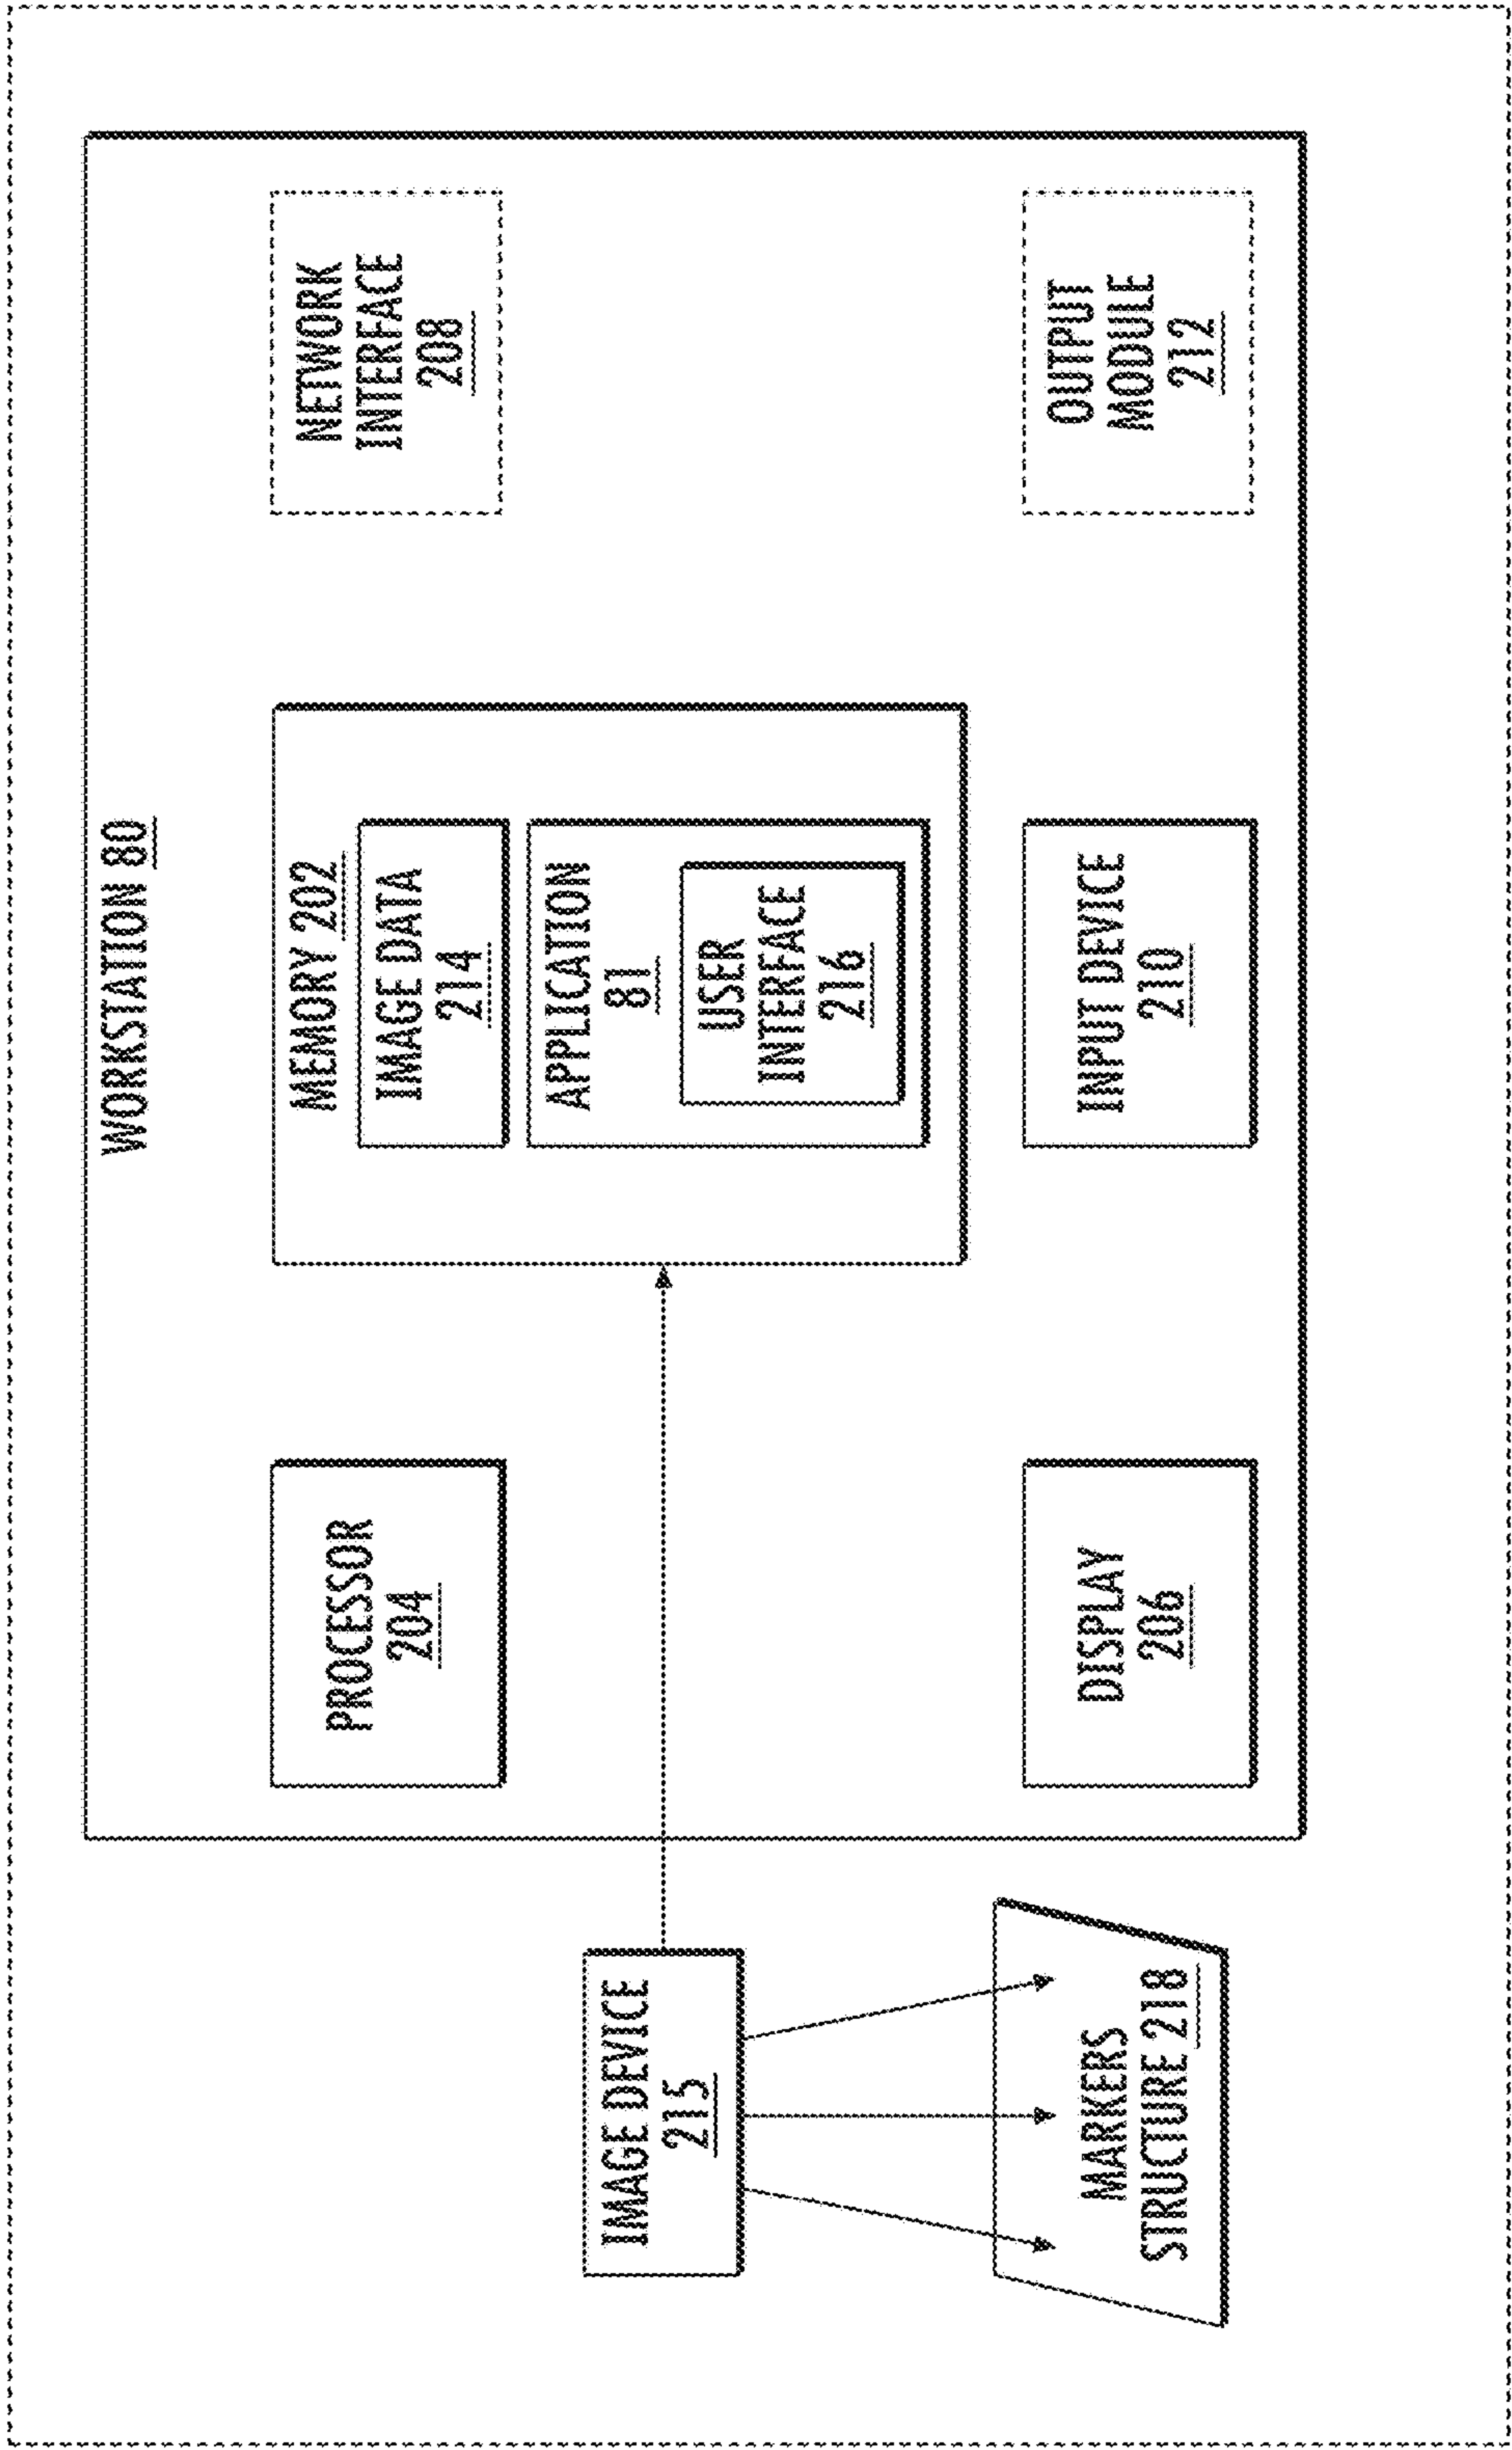 WORKSTATION 80
PROCESSOR
204
MEMORY 202
IMAGE DATA
214
APPLICATION
81
USER
INTERFACE
216
NETWORK
INTERFACE
208
IMAGE DEVICE
215
MARKERS
STRUCTURE 218
DISPLAY
206
INPUT DEVICE
210
OUTPUT
MODULE
212